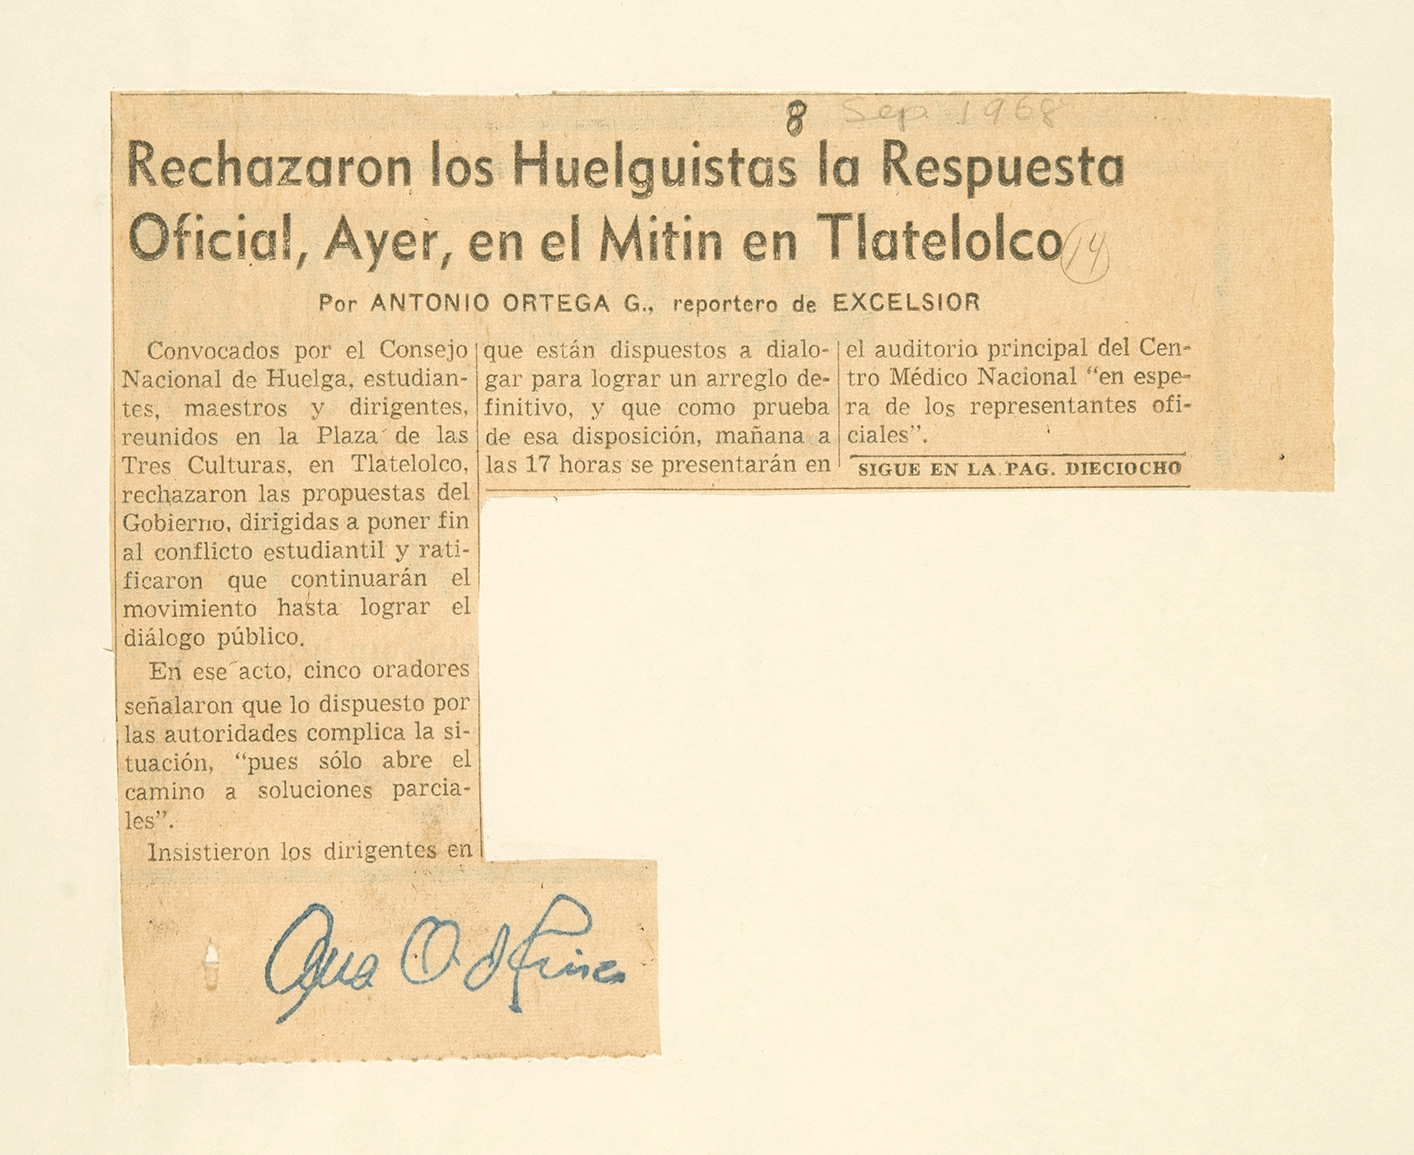 8 Sep. 1968
Rechazaron los Huelguistas la Respuesta
Oficial, Ayer, en el Mitin en Tlatelolco
14
Por ANTONIO ORTEGA G., reportero de EXCELSIOR
Convocados por el Consejo
Nacional de Huelga, estudian-
tes, maestros y dirigentes,
reunidos en la Plaza de las
Tres Culturas, en Tlatelolco,
rechazaron las propuestas del
Gobierno, dirigidas a poner fin
al conflicto estudiantil y rati-
ficaron que continuarán el
movimiento hasta lograr el
diálogo público.
En ese acto, cinco oradores
señalaron que lo dispuesto por
las autoridades complica la si-
tuación, “pues sólo abre el
camino a soluciones parcia-
les”.
Insistieron los dirigentes en
que están dispuestos a dialo-
gar para lograr un arreglo de-
finitivo, y que como prueba
de esa disposición, mañana a
las 17 horas se presentarán en
el auditorio principal del Cen-
tro Médico Nacional “en espe-
ra de los representantes ofi-
ciales”.
SIGUE EN LA PAG. DIECIOCHO
Ana O. d